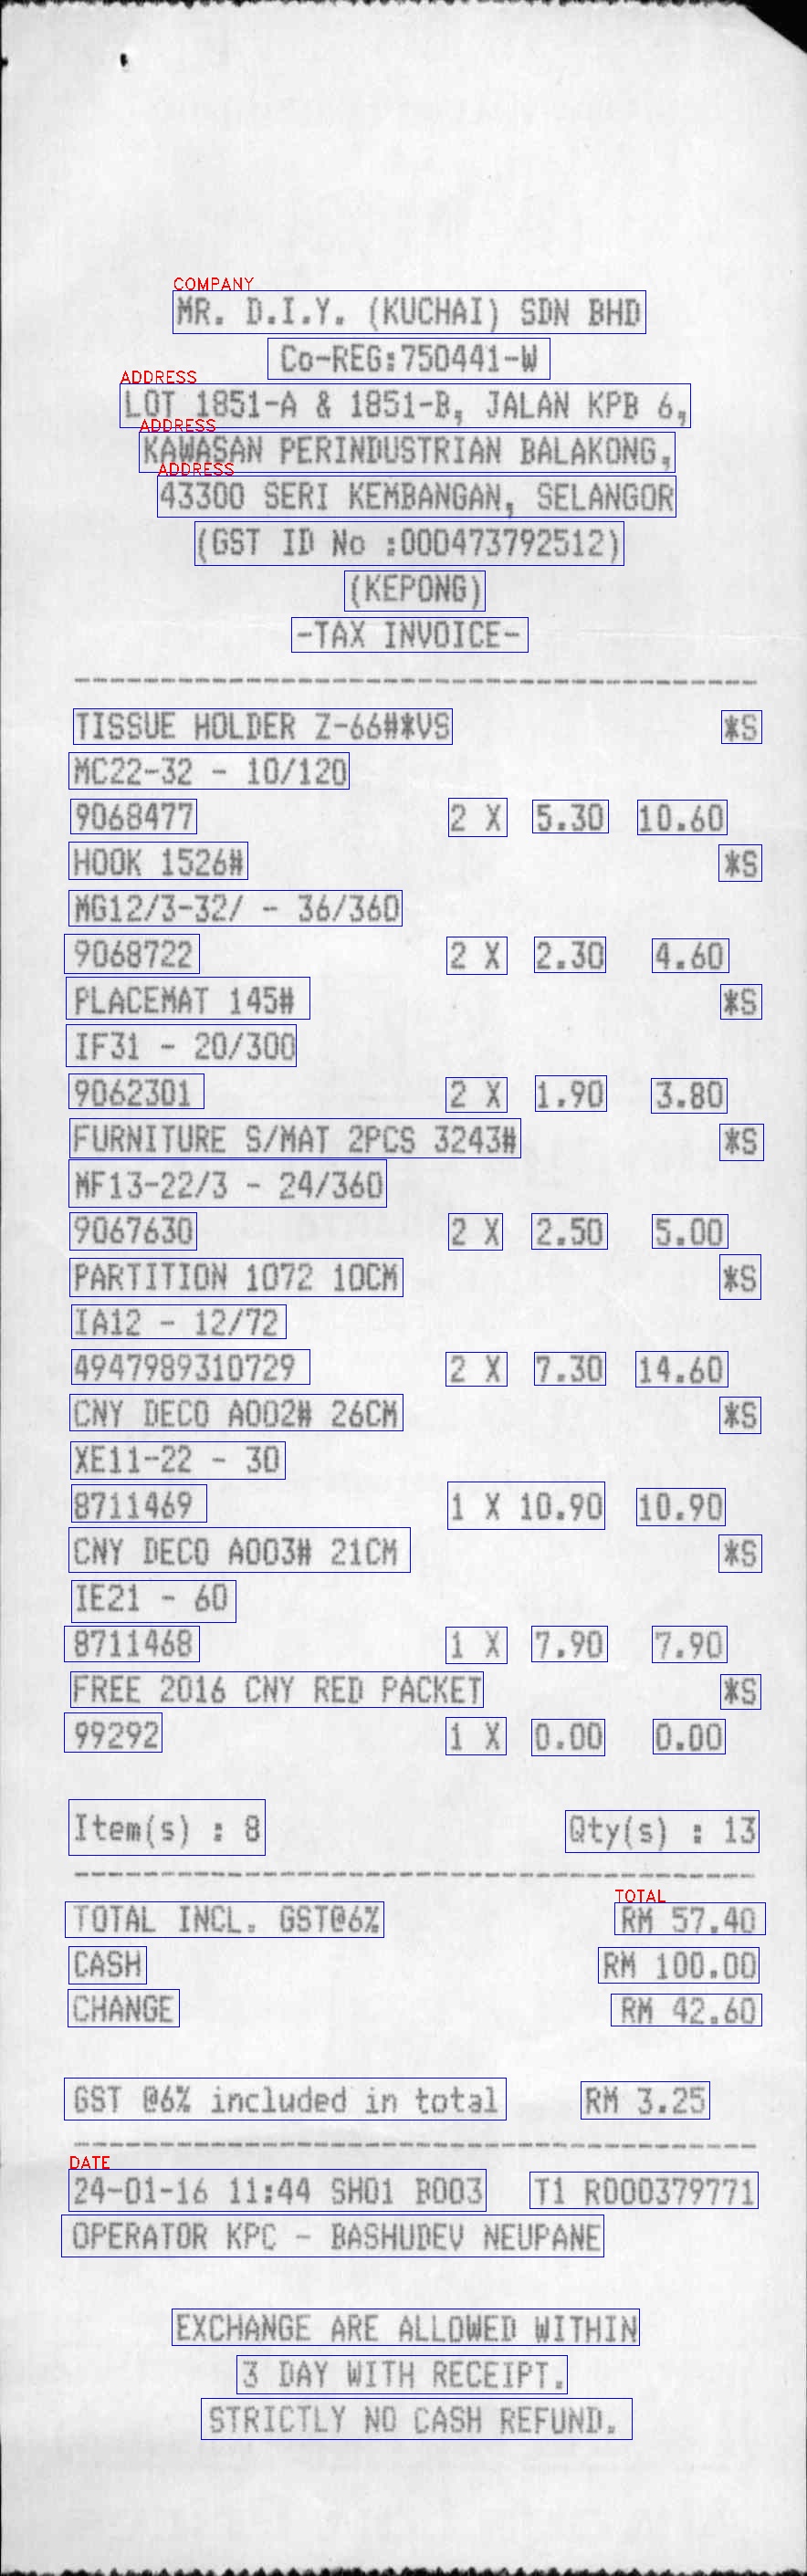 COMPANY
MR. D.I.Y. (KUCHAI) SDN BHD
Co-REG:750441-W
ADDRESS
LOT 1851-A & 1851-B, JALAN KPB 6,
ADDRESS
KAWASAN PERINDUSTRIAN BALAKONG,
ADDRESS
43300 SERI KEMBANGAN, SELANGOR
(GST ID No :000473792512)
(KEPONG)
-TAX INVOICE-
TISSUE HOLDER Z-66#*VS *S
MC22-32 - 10/120
9068477 2 X 5.30 10.60
HOOK 1526# *S
MG12/3-32/ - 36/360
9068722 2 X 2.30 4.60
PLACEMAT 145# *S
IF31 - 20/300
9062301 2 X 1.90 3.80
FURNITURE S/MAT 2PCS 3243# *S
MF13-22/3 - 24/360
9067630 2 X 2.50 5.00
PARTITION 1072 10CM *S
IA12 - 12/72
4947989310729 2 X 7.30 14.60
CNY DECO A002# 26CM *S
XE11-22 - 30
8711469 1 X 10.90 10.90
CNY DECO A003# 21CM *S
IE21 - 60
8711468 1 X 7.90 7.90
FREE 2016 CNY RED PACKET *S
99292 1 X 0.00 0.00
Item(s) : 8 Qty(s) : 13
TOTAL
TOTAL INCL. GST@6% RM 57.40
CASH RM 100.00
CHANGE RM 42.60
GST @6% included in total RM 3.25
DATE
24-01-16 11:44 SH01 B003 T1 R000379771
OPERATOR KPC - BASHUDEV NEUPANE
EXCHANGE ARE ALLOWED WITHIN
3 DAY WITH RECEIPT.
STRICTLY NO CASH REFUND.